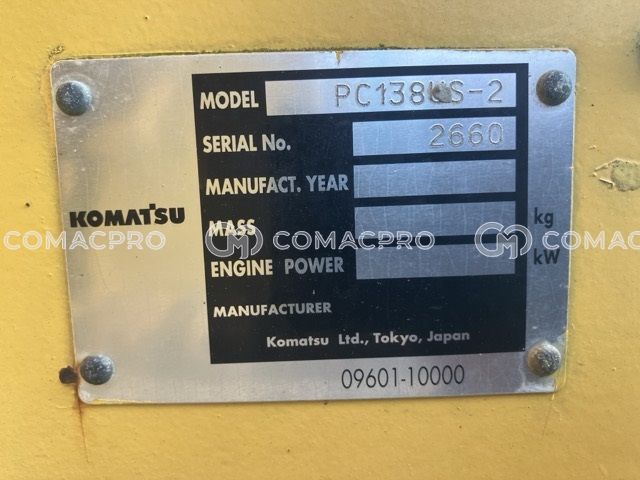 MODEL PC138US-2
SERIAL No. 2660
MANUFACT. YEAR
KOMATSU
MASS kg
COMACPRO COMACPRO COMACPRO
ENGINE POWER kW
MANUFACTURER
Komatsu Ltd., Tokyo, Japan
09601-10000